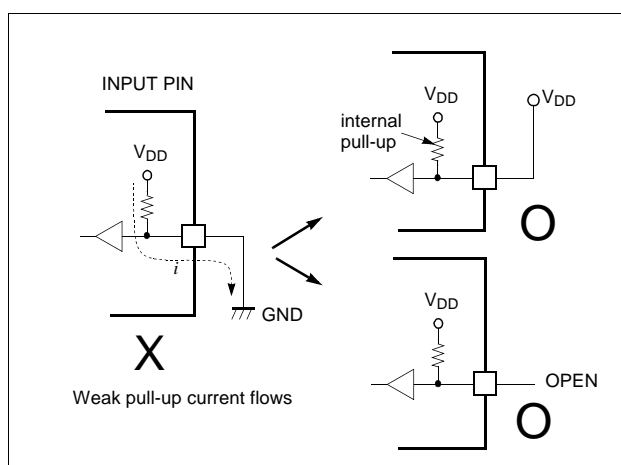 INPUT PIN
VDD
i
GND
X
Weak pull-up current flows
VDD
VDD
internal
pull-up
O
VDD
OPEN
O